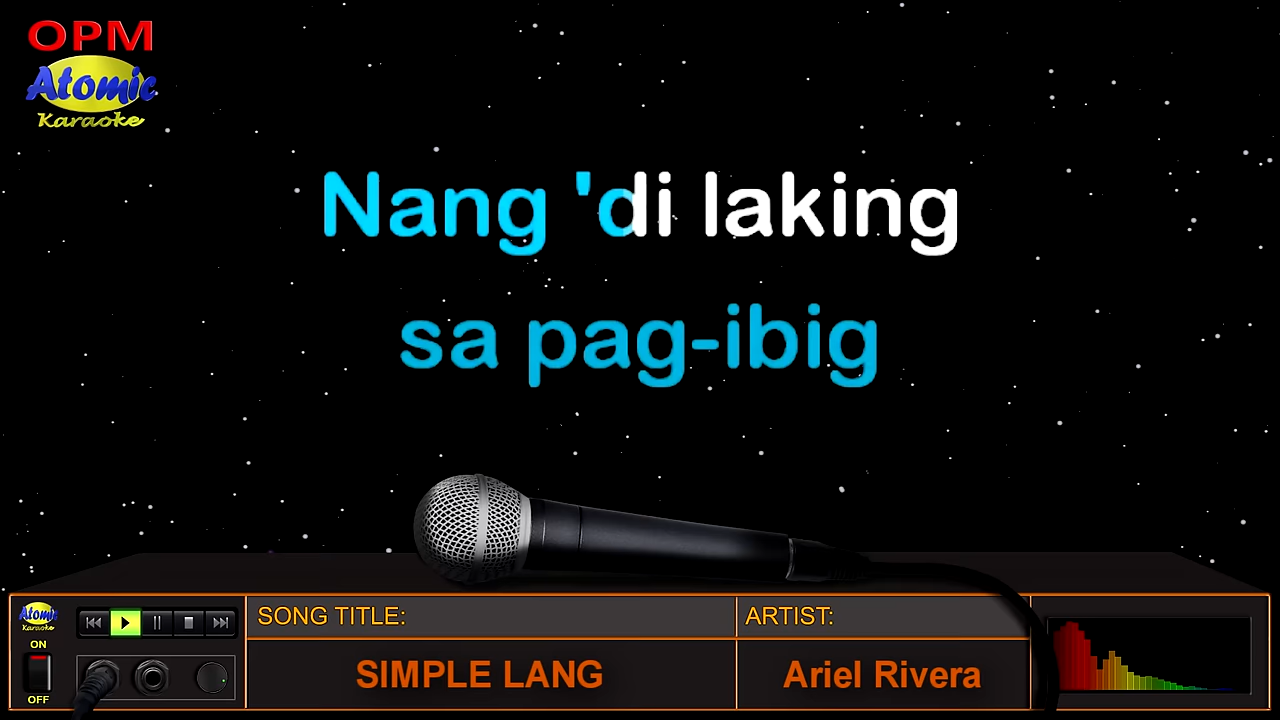 OPM
Atomic
Karaoke
Nang 'di laking
sa pag-ibig
Atomic
Karaoke
ON
OFF
SONG TITLE:
SIMPLE LANG
ARTIST:
Ariel Rivera